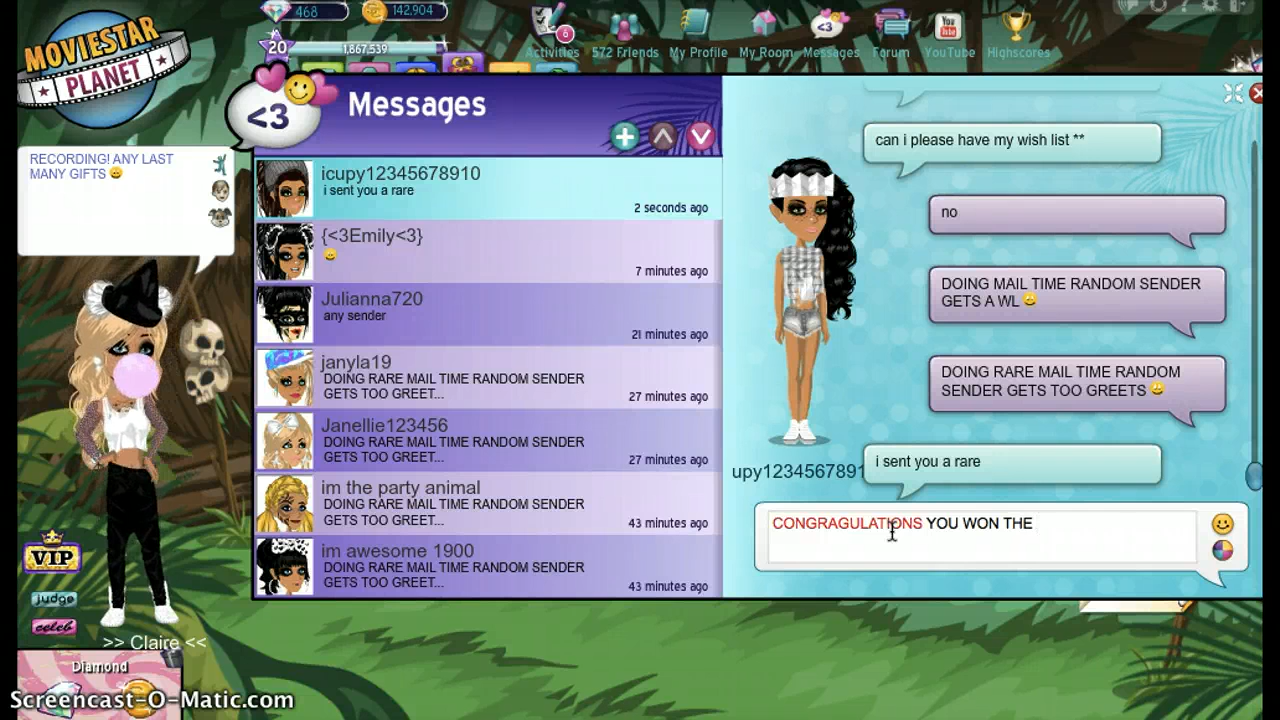 MOVIESTAR
PLANET
468
142.904
20
1,867,539
6
Activities
572 Friends
My Profile
My Room
<3
Messages
Forum
You
Tube
YouTube
Highscores
RECORDING! ANY LAST
MANY GIFTS 😀
<3
Messages
icupy12345678910
i sent you a rare
2 seconds ago
{<3Emily<3}
😀
7 minutes ago
Julianna720
any sender
21 minutes ago
janyla19
DOING RARE MAIL TIME RANDOM SENDER
GETS TOO GREET...
27 minutes ago
Janellie123456
DOING RARE MAIL TIME RANDOM SENDER
GETS TOO GREET...
27 minutes ago
im the party animal
DOING RARE MAIL TIME RANDOM SENDER
GETS TOO GREET...
43 minutes ago
im awesome 1900
DOING RARE MAIL TIME RANDOM SENDER
GETS TOO GREET...
43 minutes ago
can i please have my wish list **
no
DOING MAIL TIME RANDOM SENDER
GETS A WL 😀
DOING RARE MAIL TIME RANDOM
SENDER GETS TOO GREETS 😀
upy1234567891
i sent you a rare
CONGRAGULATIONS YOU WON THE
VIP
judge
celeb
>> Claire <<
Diamond
Screencast-O-Matic.com